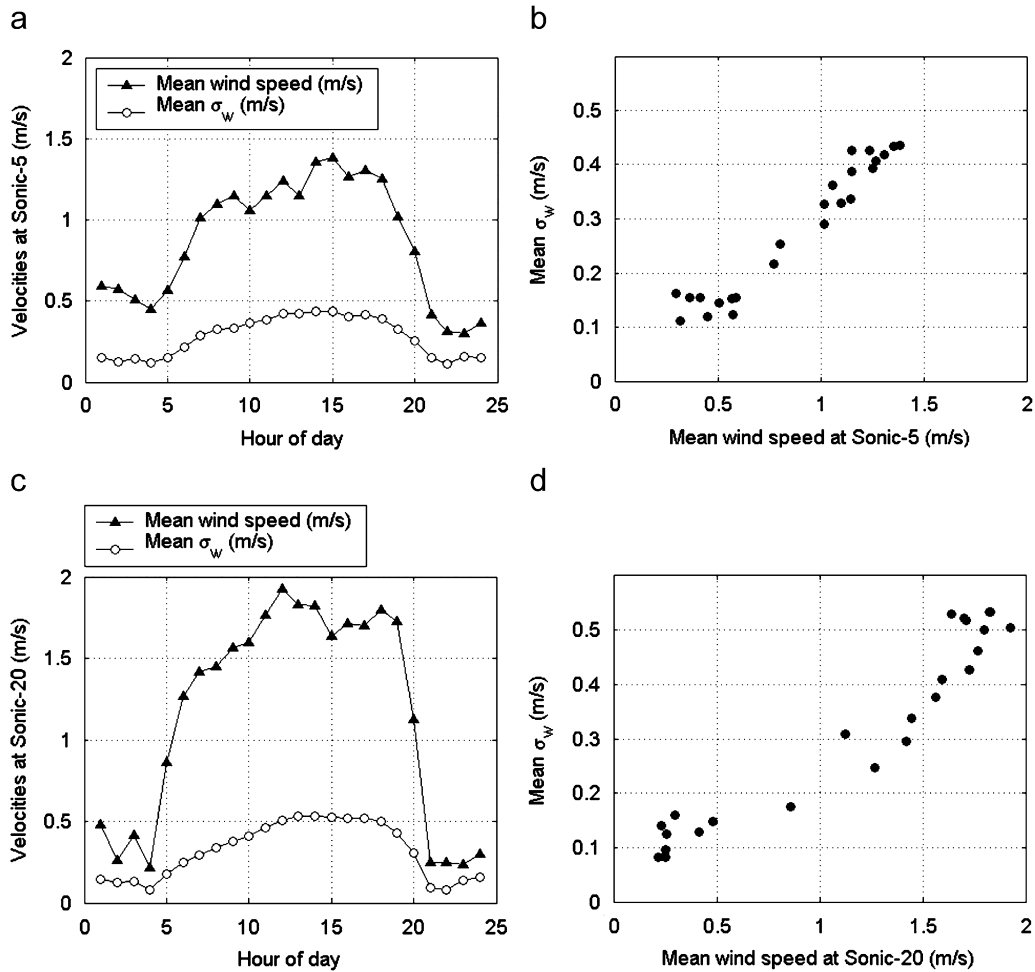 a
2
1.5
1
0.5
0
Velocities at Sonic-5 (m/s)
Mean wind speed (m/s)
Mean σw (m/s)
0 5 10 15 20 25
Hour of day
b
0.5
0.4
0.3
0.2
0.1
0
Mean σw (m/s)
0 0.5 1 1.5 2
Mean wind speed at Sonic-5 (m/s)
c
Mean wind speed (m/s)
Mean σw (m/s)
2
1.5
1
0.5
0
Velocities at Sonic-20 (m/s)
0 5 10 15 20 25
Hour of day
d
0.5
0.4
0.3
0.2
0.1
0
Mean σw (m/s)
0 0.5 1 1.5 2
Mean wind speed at Sonic-20 (m/s)